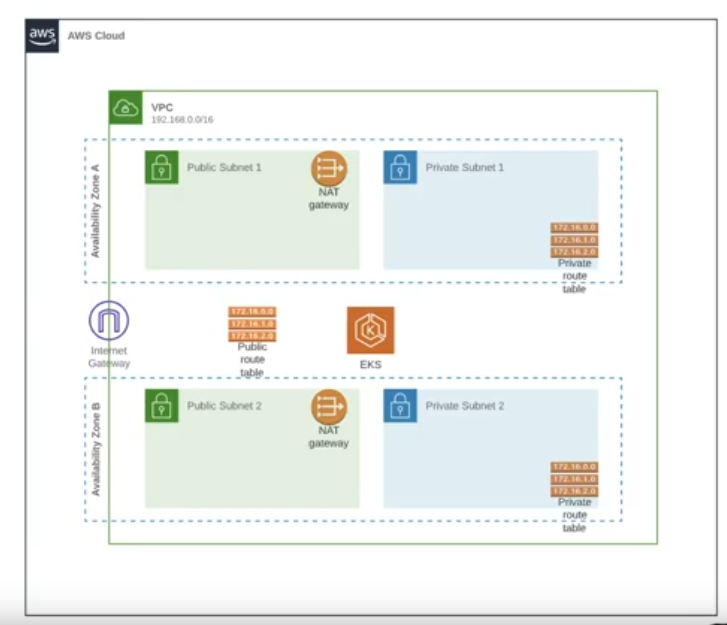 aws
AWS Cloud
VPC
192.168.0.0/16
Availability Zone A
Public Subnet 1
NAT
gateway
Private Subnet 1
172.16.0.0
172.16.1.0
172.16.2.0
Private
route
table
Internet
Gateway
172.16.0.0
172.16.1.0
172.16.2.0
Public
route
table
K
EKS
Availability Zone B
Public Subnet 2
NAT
gateway
Private Subnet 2
172.16.0.0
172.16.1.0
172.16.2.0
Private
route
table